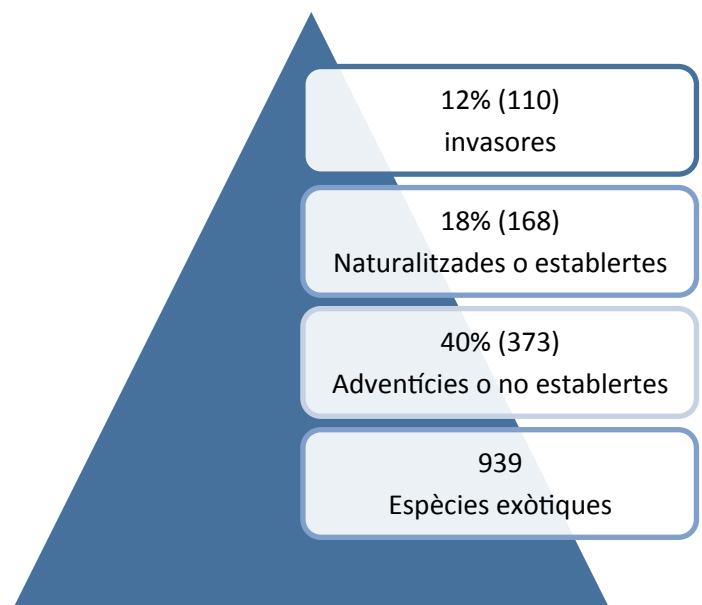 12% (110)
invasores
18% (168)
Naturalitzades o establertes
40% (373)
Adventícies o no establertes
939
Espècies exòtiques